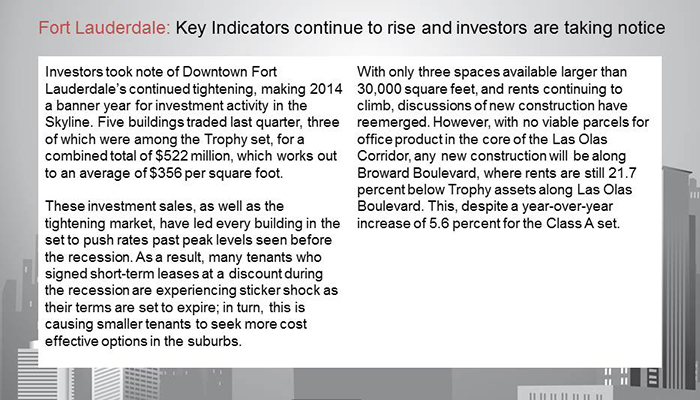 Fort Lauderdale: Key Indicators continue to rise and investors are taking notice
Investors took note of Downtown Fort
Lauderdale's continued tightening, making 2014
a banner year for investment activity in the
Skyline. Five buildings traded last quarter, three
of which were among the Trophy set, for a
combined total of $522 million, which works out
to an average of $356 per square foot.
These investment sales, as well as the
tightening market, have led every building in the
set to push rates past peak levels seen before
the recession. As a result, many tenants who
signed short-term leases at a discount during
the recession are experiencing sticker shock as
their terms are set to expire; in turn, this is
causing smaller tenants to seek more cost
effective options in the suburbs.
With only three spaces available larger than
30,000 square feet, and rents continuing to
climb, discussions of new construction have
reemerged. However, with no viable parcels for
office product in the core of the Las Olas
Corridor, any new construction will be along
Broward Boulevard, where rents are still 21.7
percent below Trophy assets along Las Olas
Boulevard. This, despite a year-over-year
increase of 5.6 percent for the Class A set.